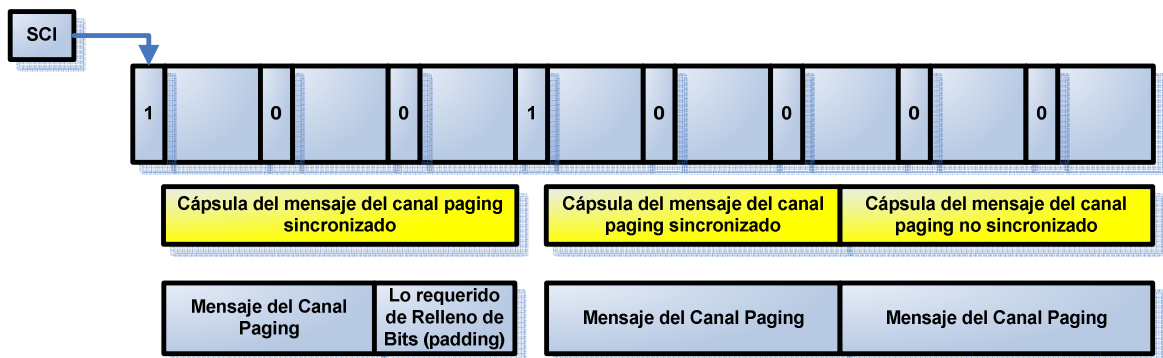 SCI
1 0 0 1 0 0 0 0
Cápsula del mensaje del canal paging
sincronizado
Cápsula del mensaje del canal
paging sincronizado
Cápsula del mensaje del canal
paging no sincronizado
Mensaje del Canal
Paging
Lo requerido
de Relleno de
Bits (padding)
Mensaje del Canal Paging
Mensaje del Canal Paging